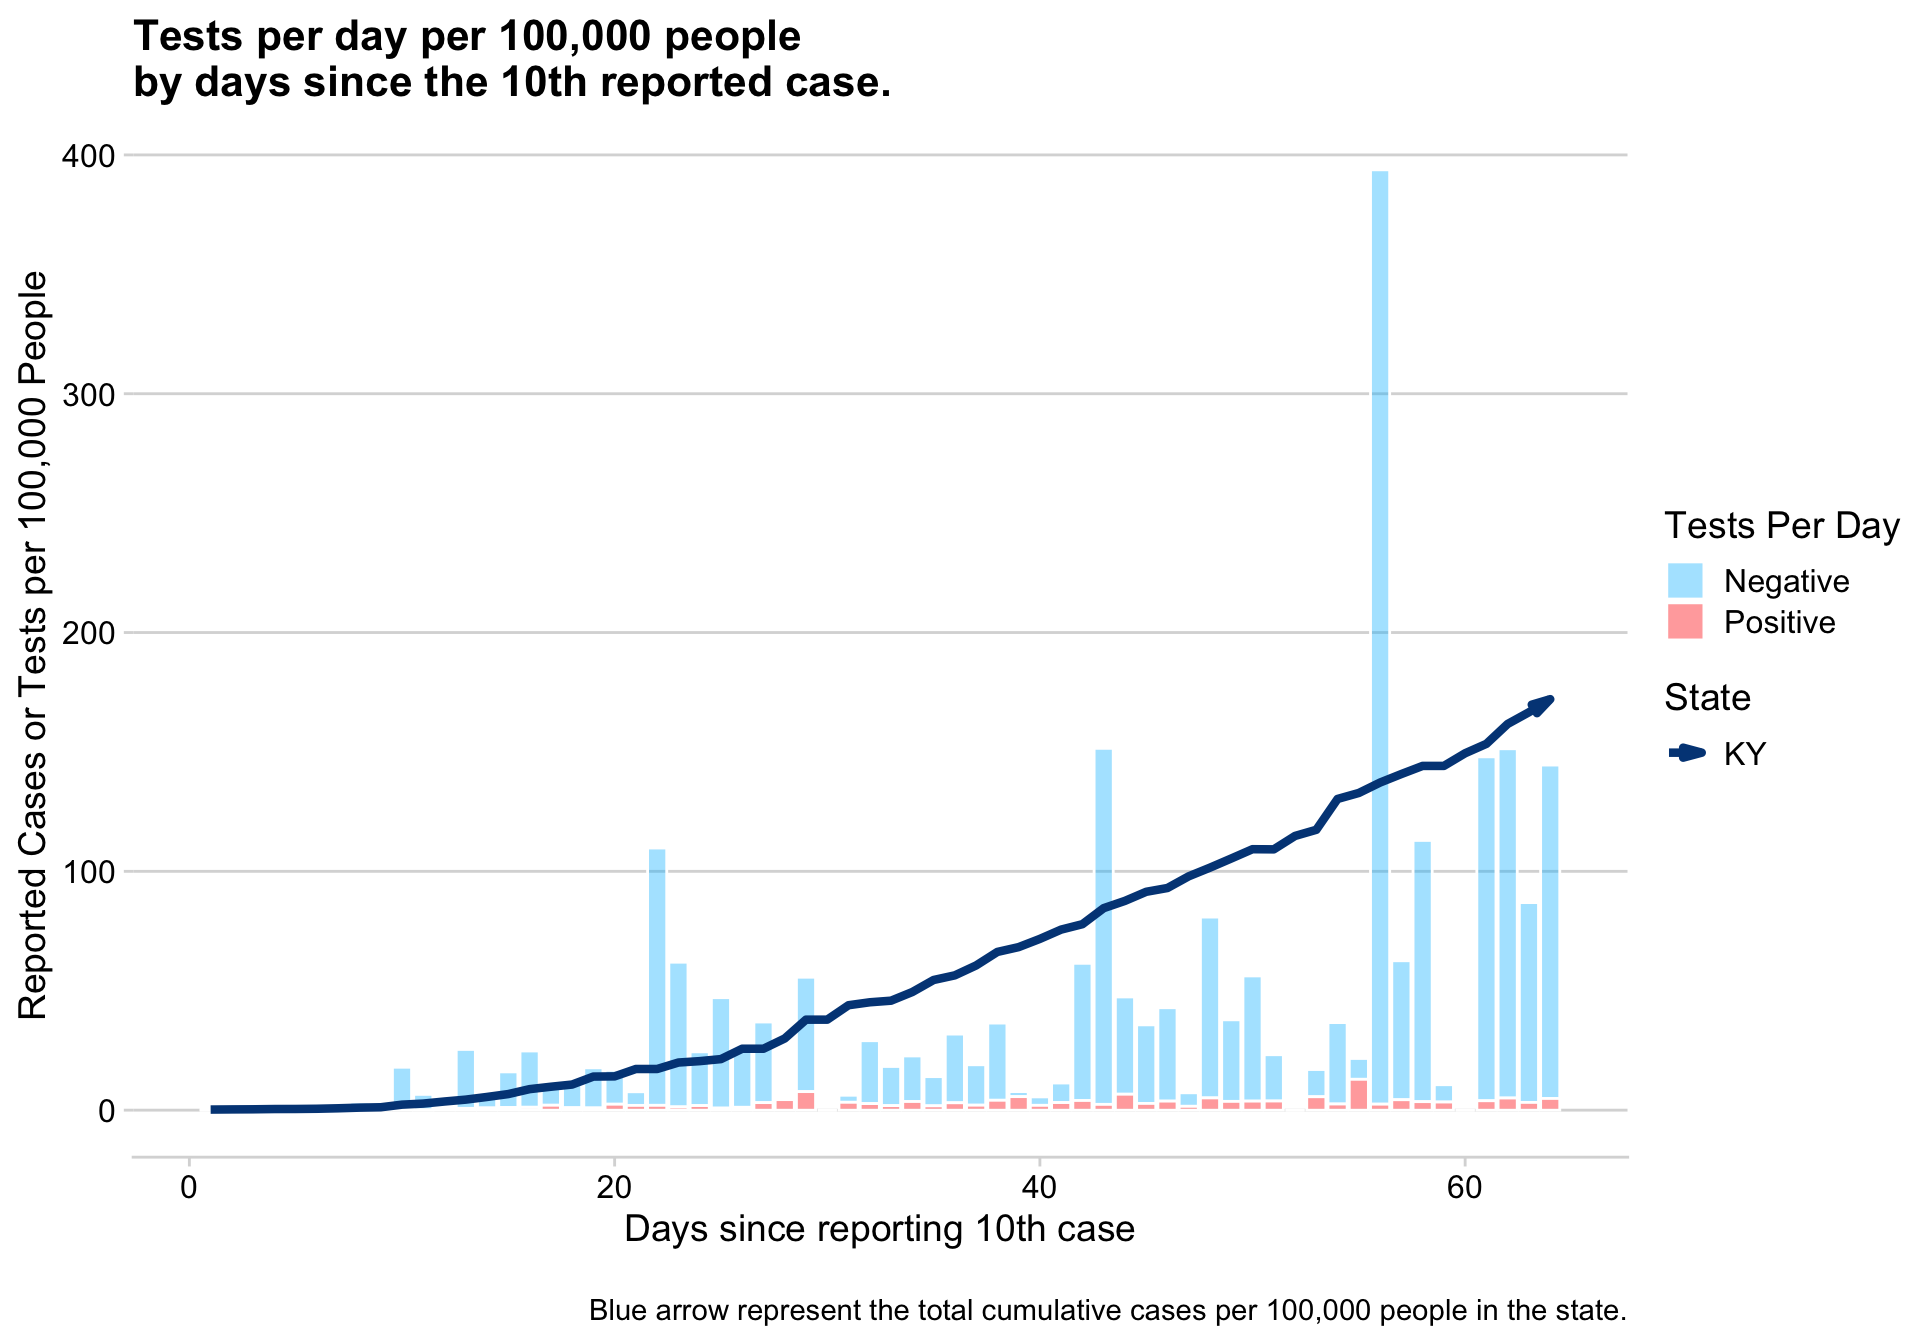 Tests per day per 100,000 people
by days since the 10th reported case.
Reported Cases or Tests per 100,000 People
400
300
200
100
0
0
20
40
60
Days since reporting 10th case
Tests Per Day
Negative
Positive
State
KY
Blue arrow represent the total cumulative cases per 100,000 people in the state.